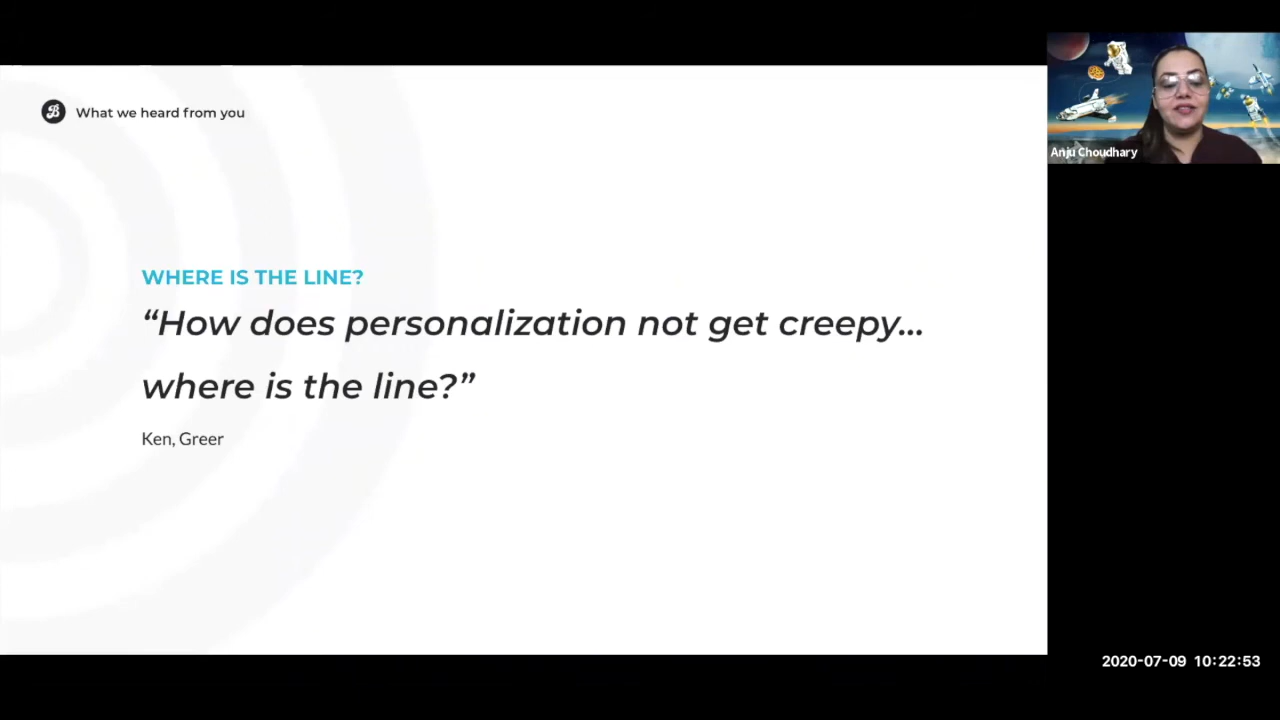 What we heard from you
WHERE IS THE LINE?
“How does personalization not get creepy...
where is the line?”
Ken, Greer
Anju Choudhary
2020-07-09 10:22:53